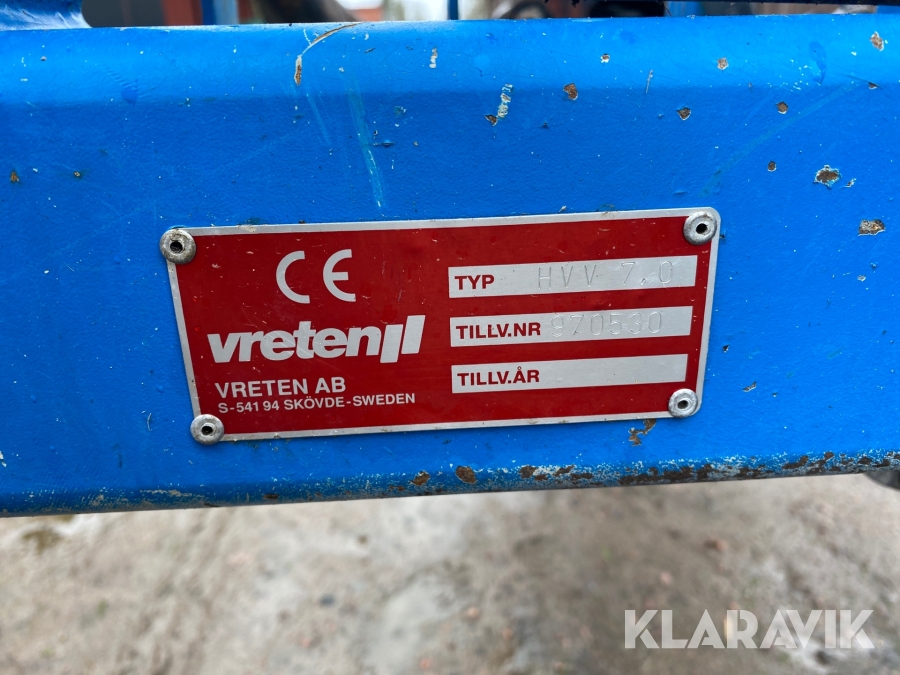 CE
vreten
VRETEN AB
S-541 94 SKÖVDE-SWEDEN
TYP HVV 7.0
TILLV.NR 970530
TILLV.ÅR
KLARAVIK